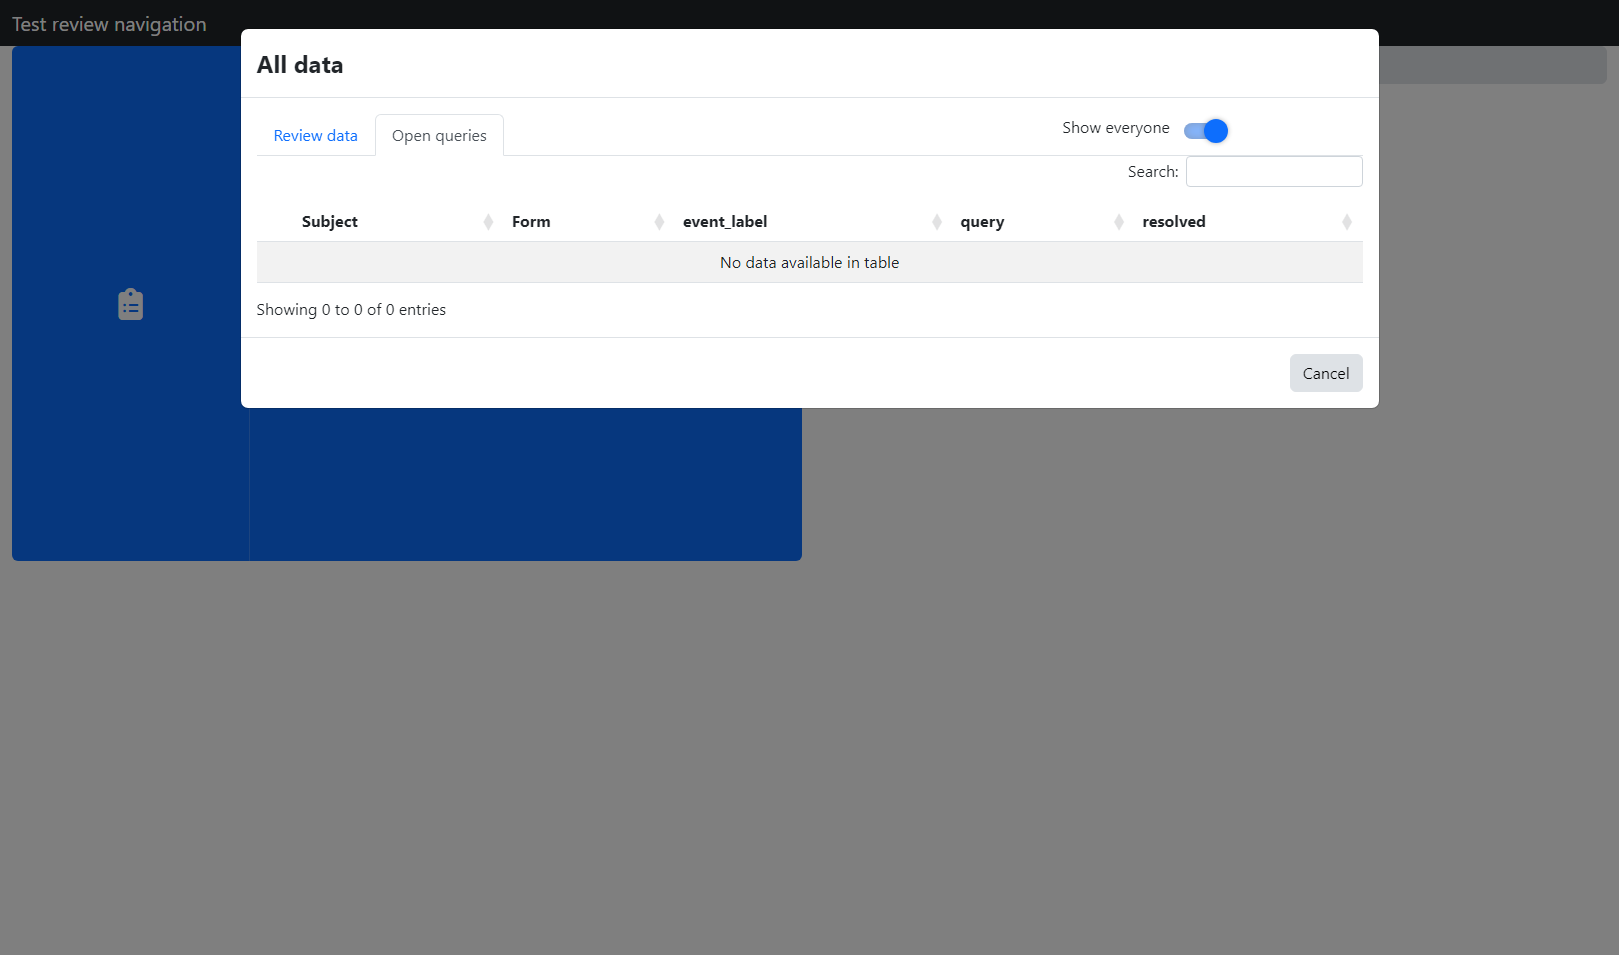 Test review navigation
All data
Review data Open queries Show everyone
Search:
Subject Form event_label query resolved
No data available in table
Showing 0 to 0 of 0 entries
Cancel